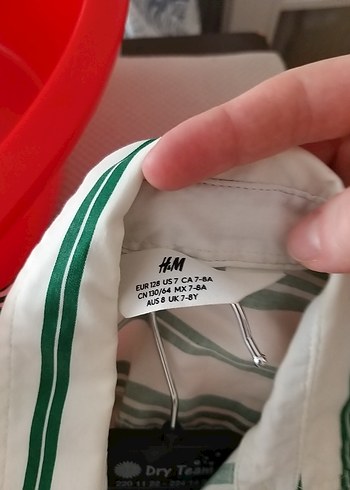 H&M
EUR 128 US 7 CA 7-8A
CN 130/64 MX 7-8A
AUS 8 UK 7-8Y
Dry Team